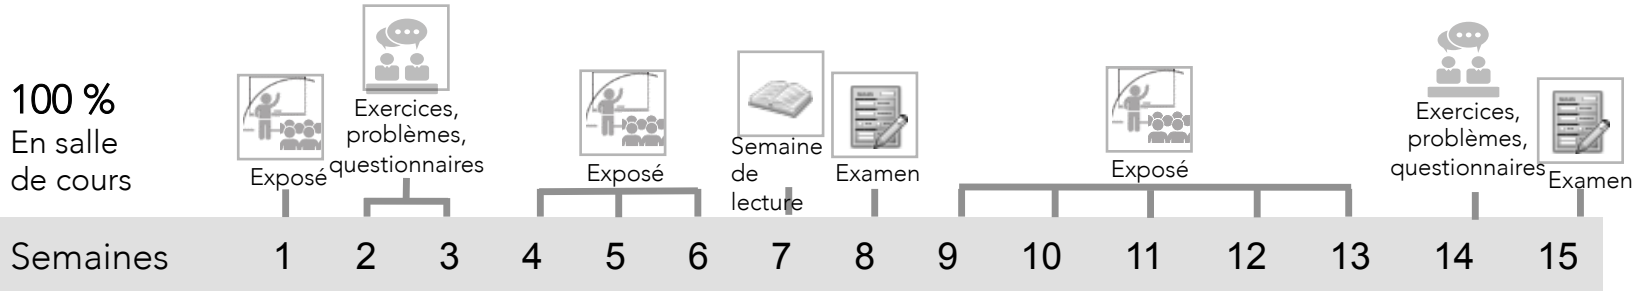 100 %
En salle
de cours
Exposé
Exercices,
problèmes,
questionnaires
Exposé
Semaine
de
lecture
Examen
Exposé
Exercices,
problèmes,
questionnaires
Examen
Semaines 1 2 3 4 5 6 7 8 9 10 11 12 13 14 15